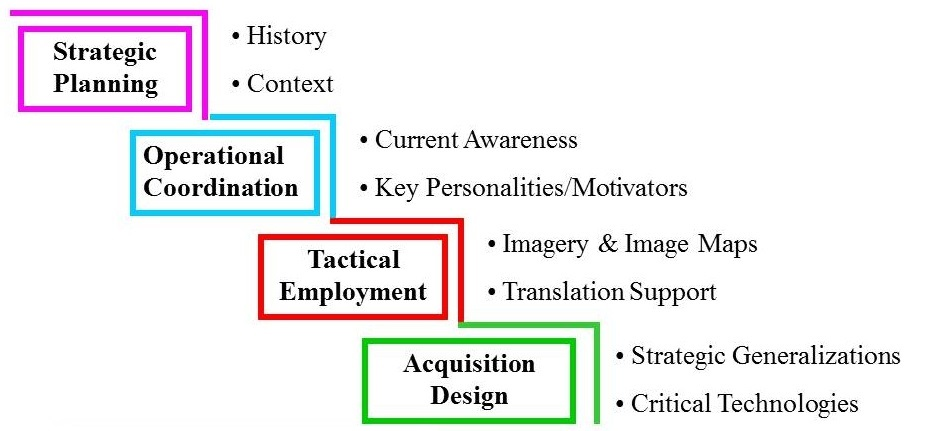 Strategic
Planning
• History
• Context
Operational
Coordination
• Current Awareness
• Key Personalities/Motivators
Tactical
Employment
• Imagery & Image Maps
• Translation Support
Acquisition
Design
• Strategic Generalizations
• Critical Technologies